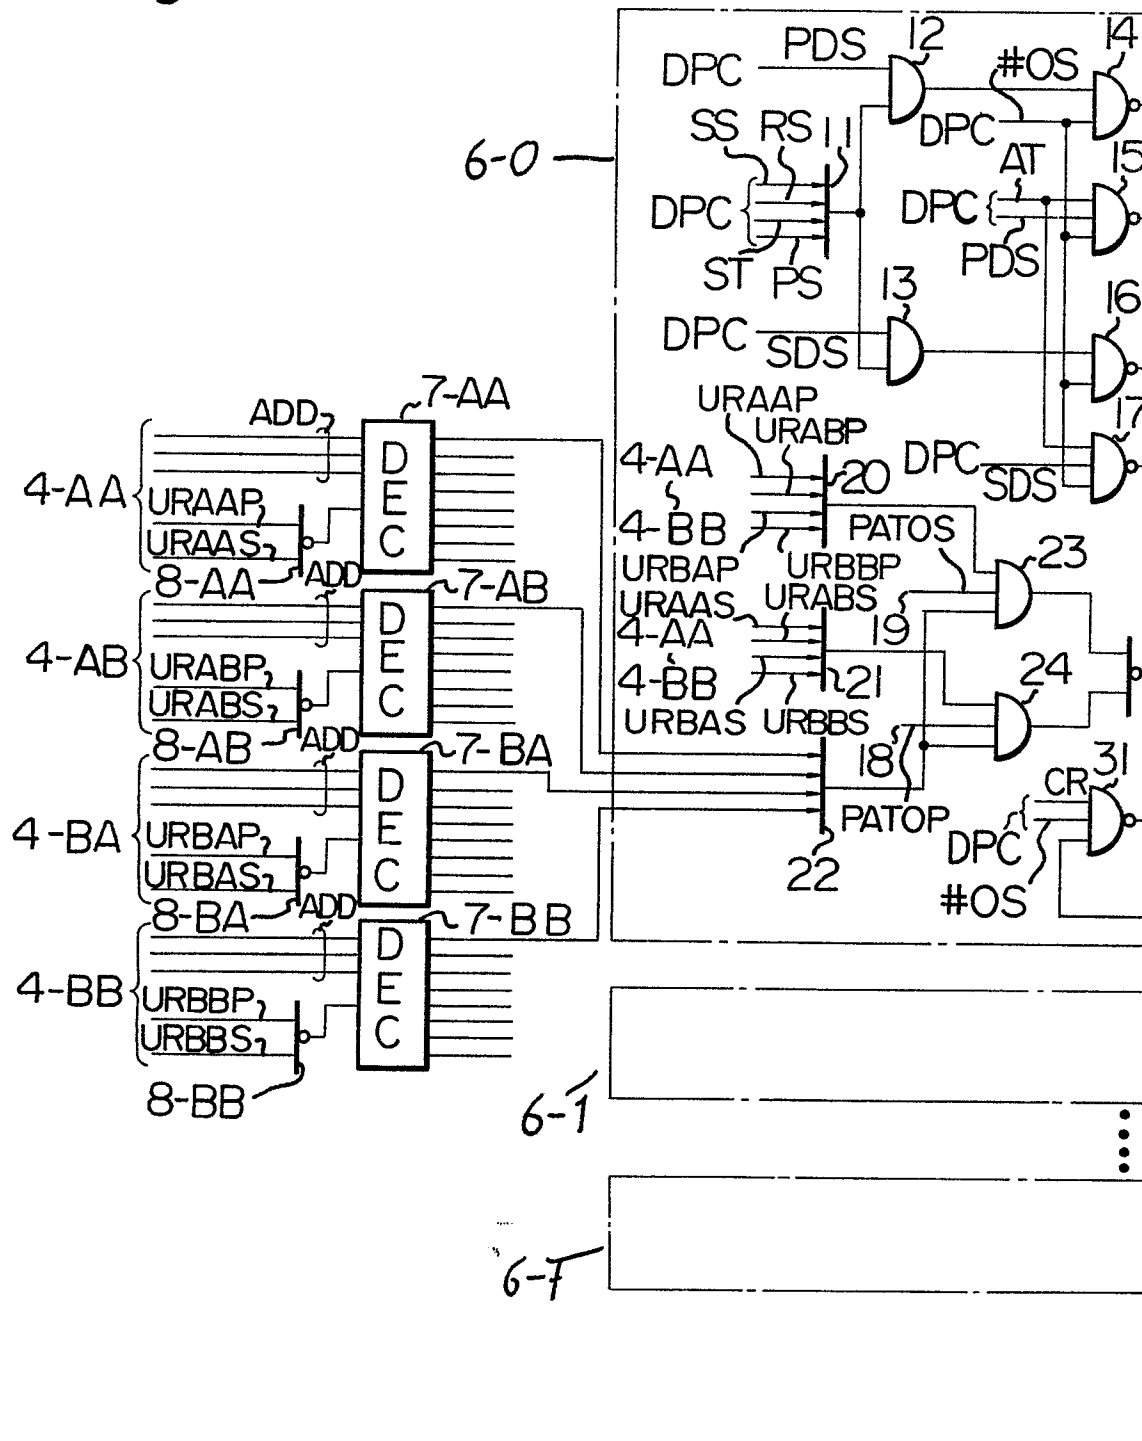 PDS
12
14
DPC
#OS
SS RS 11
DPC
15
6-0
AT
DPC
DPC
PDS
ST PS
13
16
DPC
SDS
17
7-AA
URAAP
ADD
URABP
4-AA
20
DPC
SDS
D
E
C
4-AA
URAAP
URAAS
4-BB
PATOS
23
URBAP
URBBP
8-AA
ADD
7-AB
URAAS
URABS
19
4-AA
D
E
C
4-AB
URABP
URABS
4-BB
21
24
URBAS URBBS
8-AB
ADD
7-BA
18
31
CR
D
E
C
4-BA
URBAP
URBAS
PATOP
DPC
22
#OS
8-BA
ADD
7-BB
D
E
C
4-BB
URBBP
URBBS
8-BB
6-1
6-7